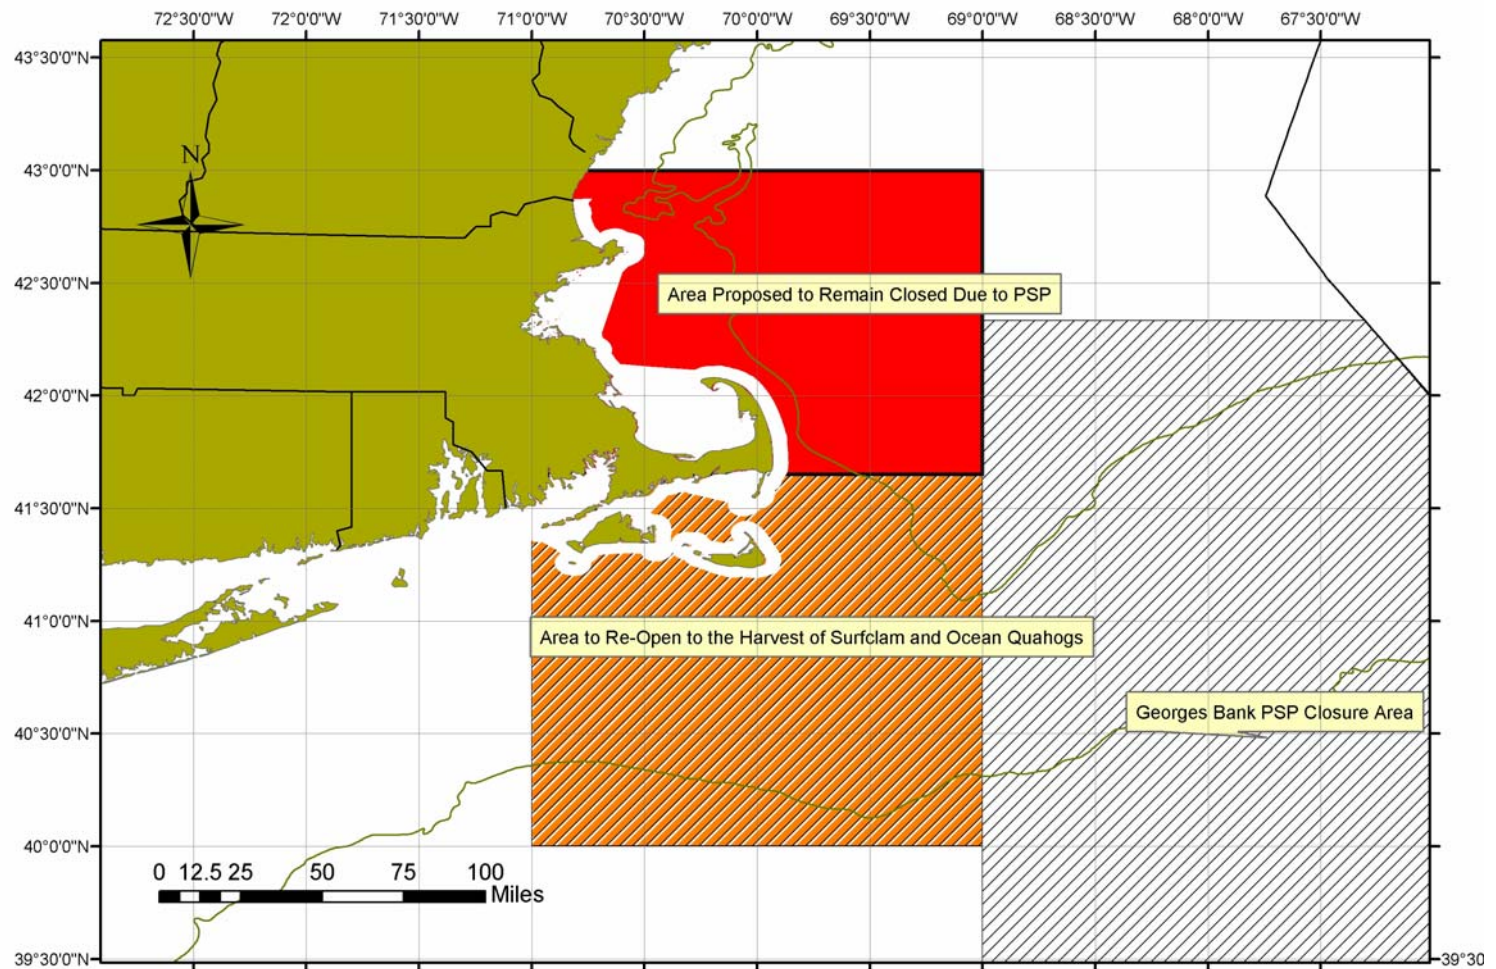 72°30'0"W 72°0'0"W 71°30'0"W 71°0'0"W 70°30'0"W 70°0'0"W 69°30'0"W 69°0'0"W 68°30'0"W 68°0'0"W 67°30'0"W
43°30'0"N
N
43°0'0"N
42°30'0"N
Area Proposed to Remain Closed Due to PSP
42°0'0"N
41°30'0"N
41°0'0"N
Area to Re-Open to the Harvest of Surfclam and Ocean Quahogs
Georges Bank PSP Closure Area
40°30'0"N
40°0'0"N
0 12.5 25 50 75 100
Miles
39°30'0"N
39°30